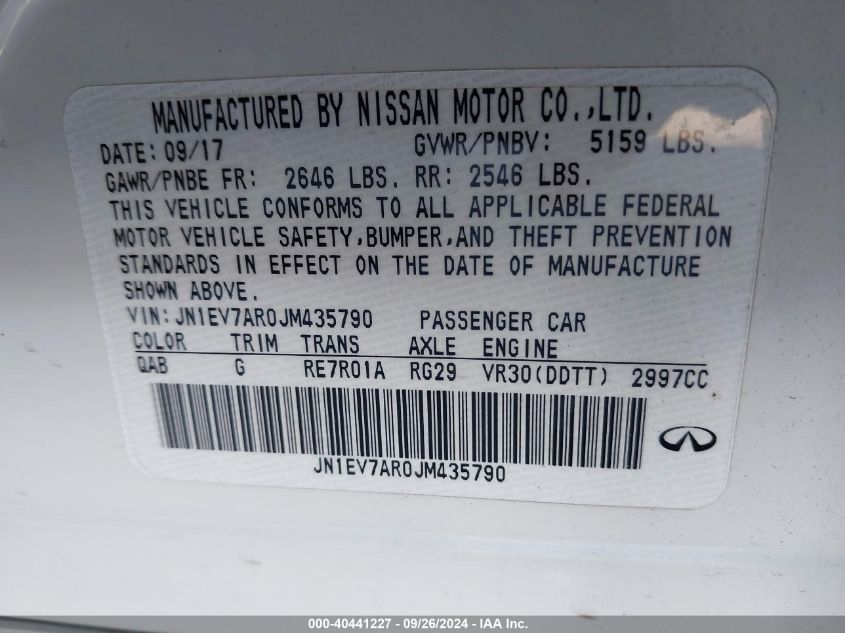 MANUFACTURED BY NISSAN MOTOR CO.,LTD.
DATE: 09/17 GVWR/PNBV: 5159 LBS.
GAWR/PNBE FR: 2646 LBS. RR: 2546 LBS.
THIS VEHICLE CONFORMS TO ALL APPLICABLE FEDERAL
MOTOR VEHICLE SAFETY,BUMPER,AND THEFT PREVENTION
STANDARDS IN EFFECT ON THE DATE OF MANUFACTURE
SHOWN ABOVE.
VIN: JN1EV7AR0JM435790 PASSENGER CAR
COLOR TRIM TRANS AXLE ENGINE
QAB G RE7R01A RG29 VR30(DDTT) 2997CC
JN1EV7AR0JM435790
000-40441227 - 09/26/2024 - IAA Inc.